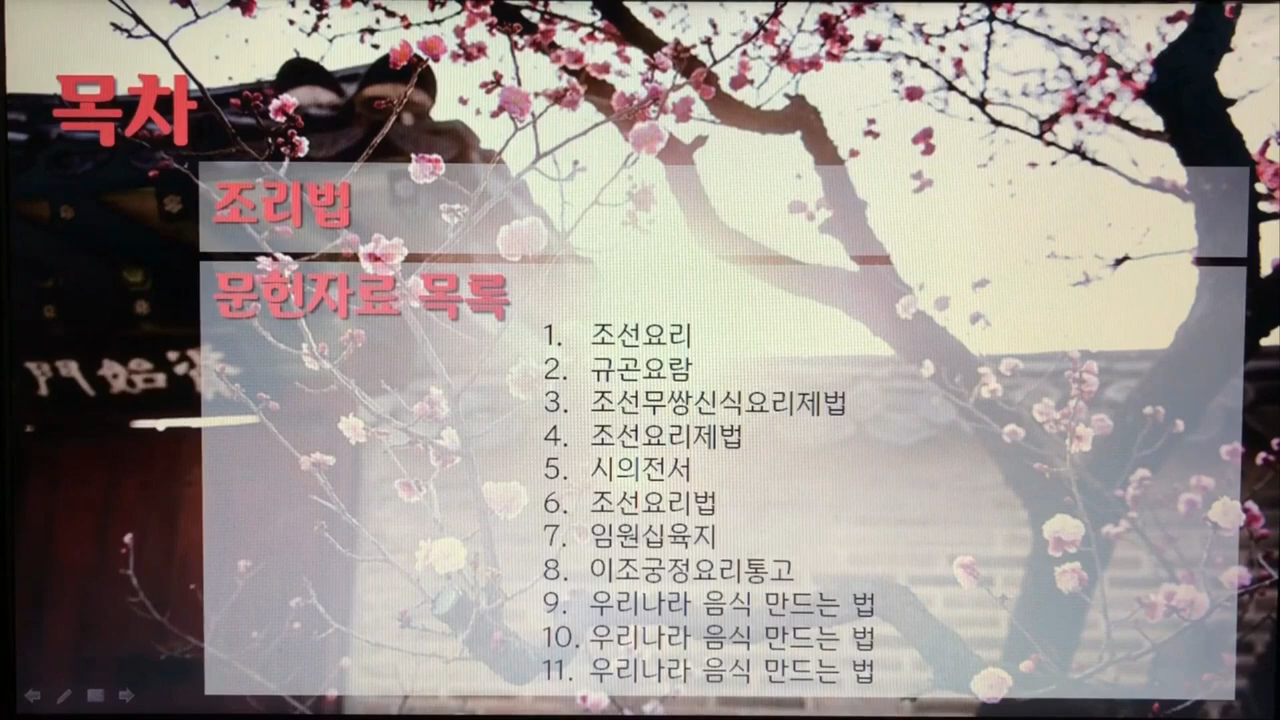 목차
조리법
문헌자료 목록
1. 조선요리
2. 규곤요람
3. 조선무쌍신식요리제법
4. 조선요리제법
5. 시의전서
6. 조선요리법
7. 임원십육지
8. 이조궁정요리통고
9. 우리나라 음식 만드는 법
10. 우리나라 음식 만드는 법
11. 우리나라 음식 만드는 법
門始